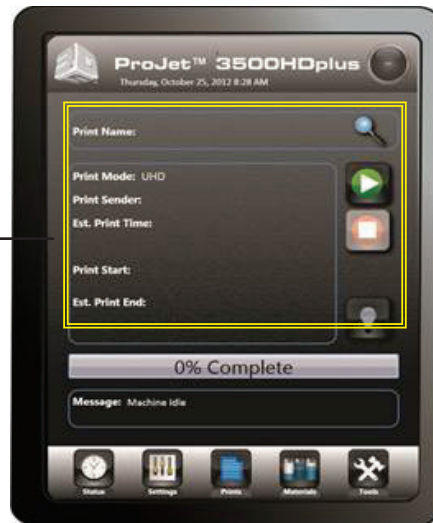 ProJet™ 3500HDplus
Thursday, October 25, 2012 8:28 AM
Print Name:
Print Mode: UHD
Print Sender:
Est. Print Time:
Print Start:
Est. Print End:
0% Complete
Message: Machine Idle
Status Settings Prints Materials Tools